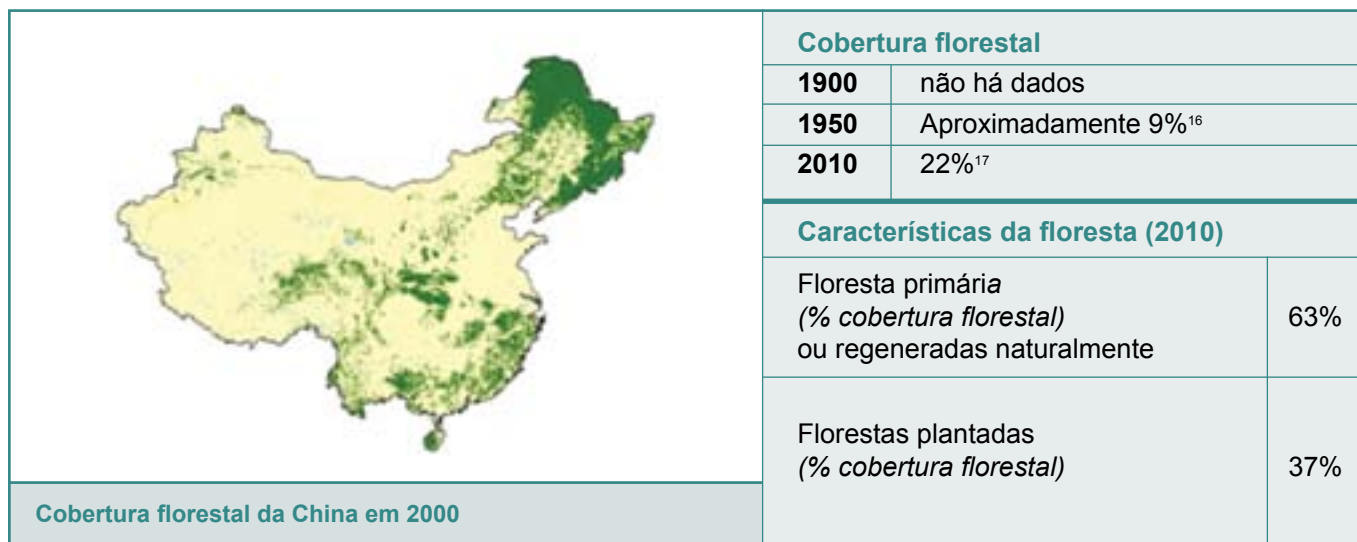 Cobertura florestal da China em 2000
Cobertura florestal
1900 não há dados
1950 Aproximadamente 9%¹⁶
2010 22%¹⁷
Características da floresta (2010)
Floresta primária
(% cobertura florestal)
ou regeneradas naturalmente
63%
Florestas plantadas
(% cobertura florestal)
37%